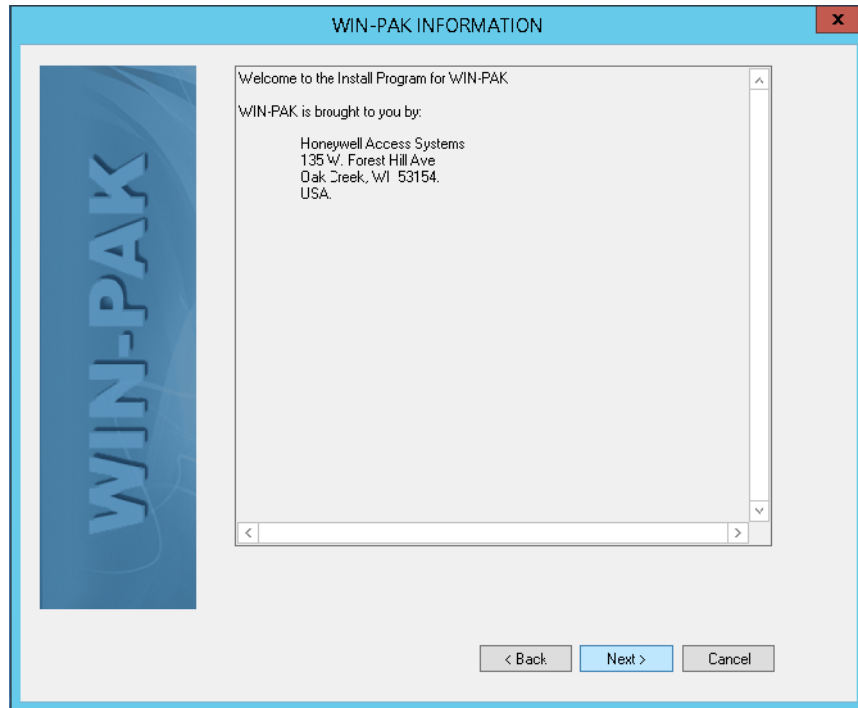 WIN-PAK INFORMATION
x
WIN-PAK
Welcome to the Install Program for WIN-PAK
WIN-PAK is brought to you by:
Honeywell Access Systems
135 W. Forest Hill Ave
Oak Creek, WI 53154.
USA.
< Back
Next >
Cancel